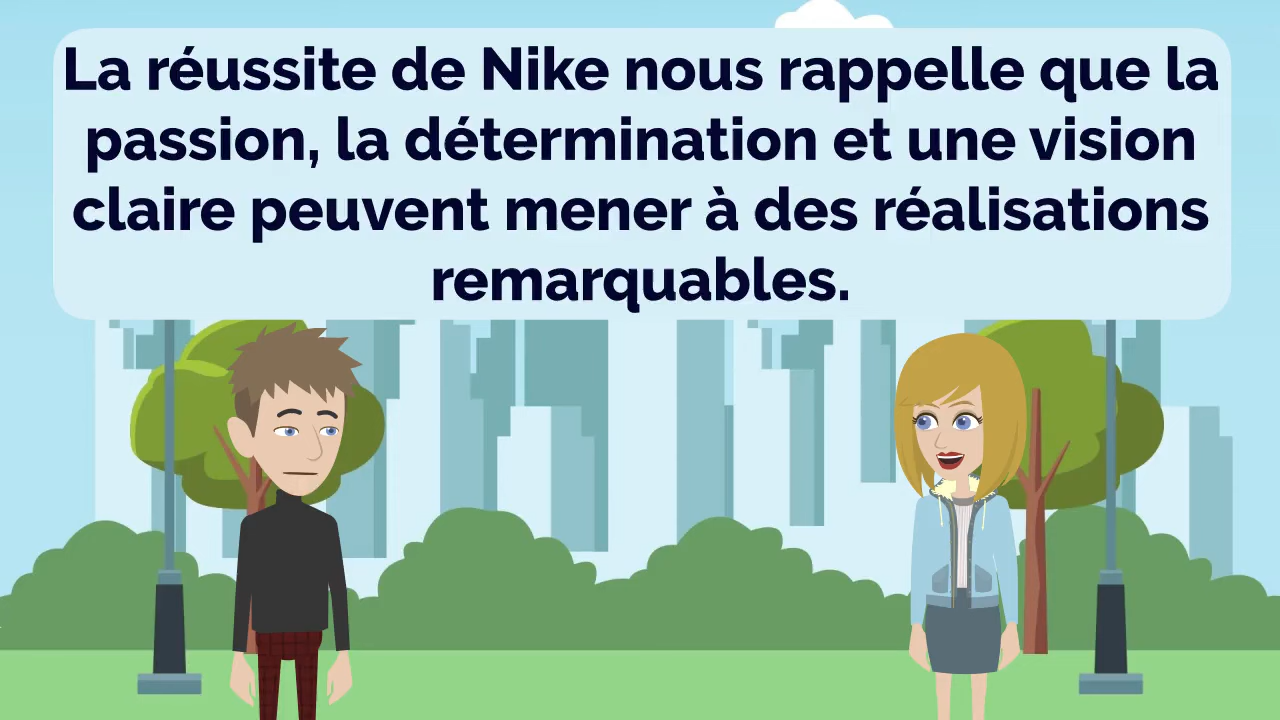 La réussite de Nike nous rappelle que la
passion, la détermination et une vision
claire peuvent mener à des réalisations
remarquables.